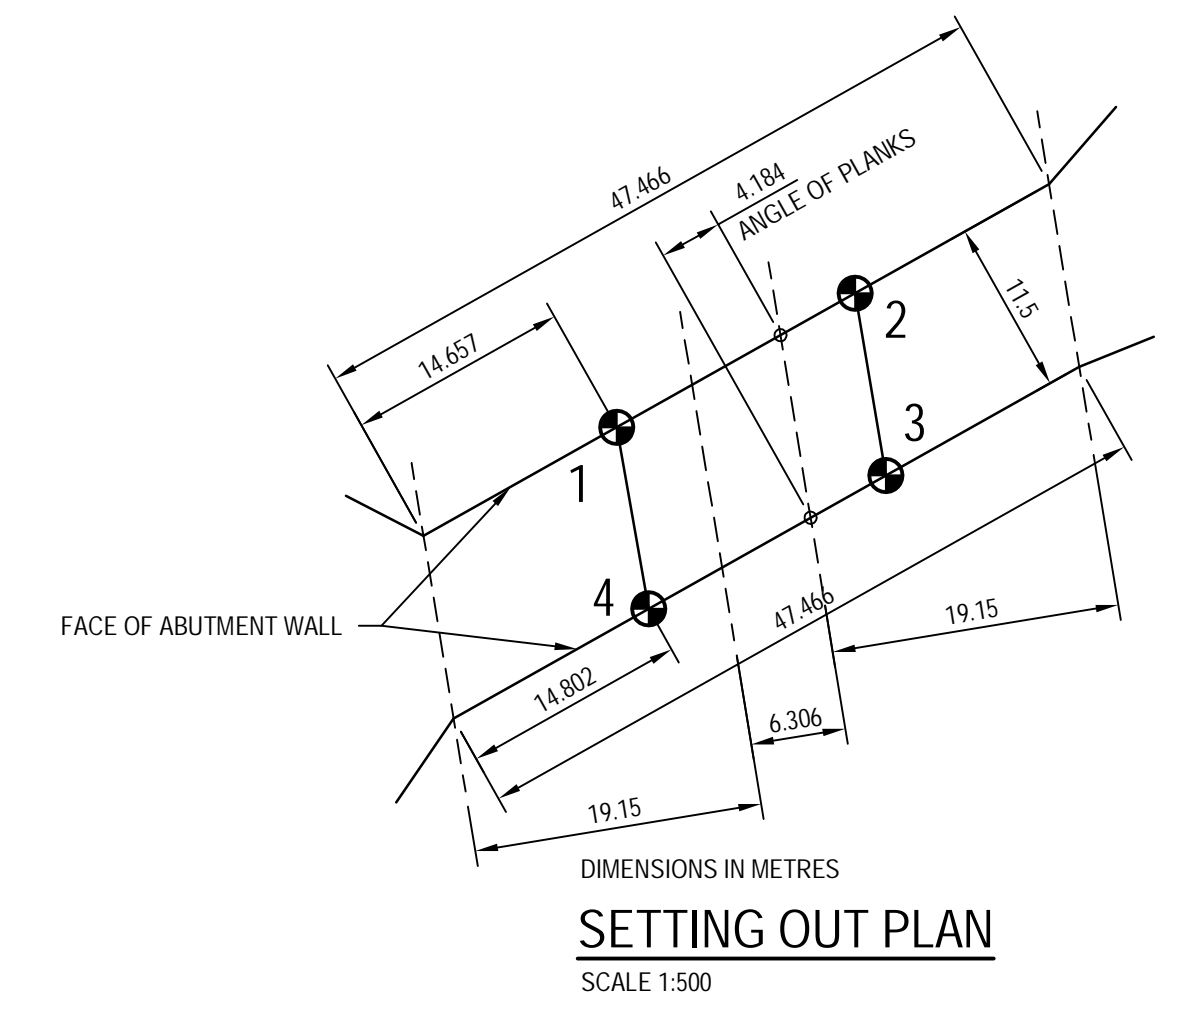 47.466
4.184
ANGLE OF PLANKS
14.657
11.5
2
3
1
4
FACE OF ABUTMENT WALL
47.466
19.15
14.802
6.306
19.15
DIMENSIONS IN METRES
SETTING OUT PLAN
SCALE 1:500